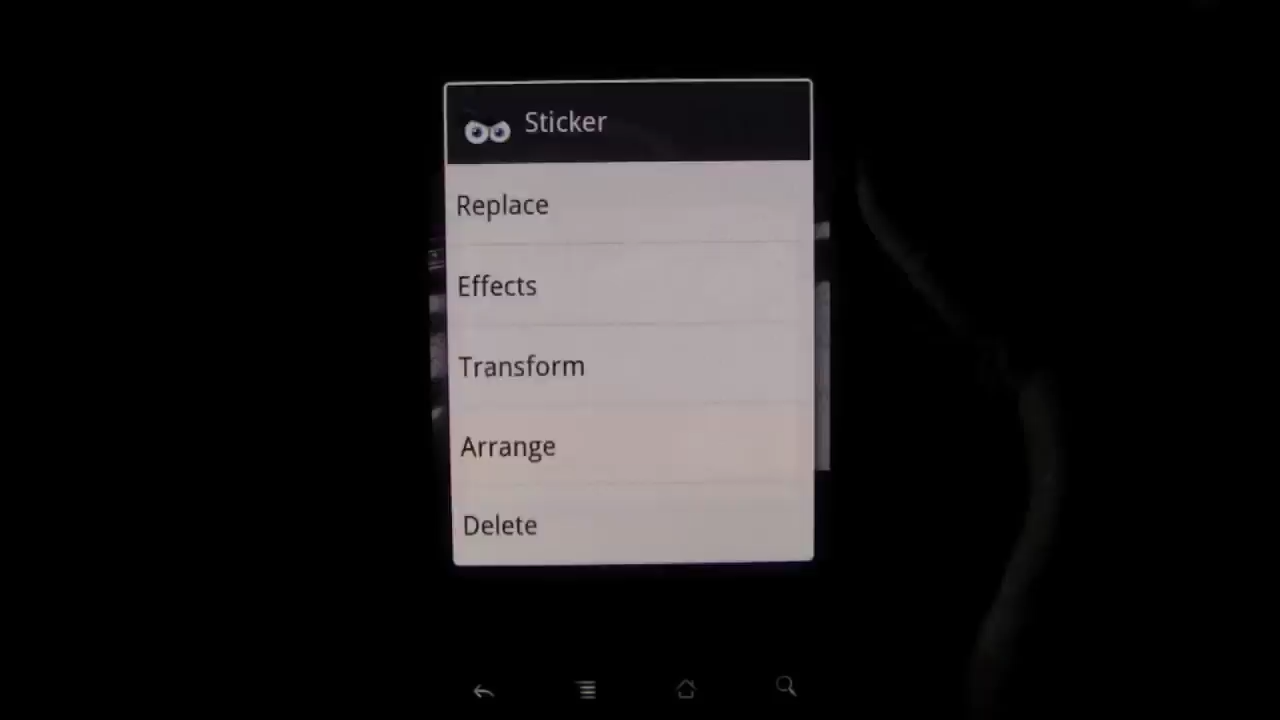 Sticker
Replace
Effects
Transform
Arrange
Delete